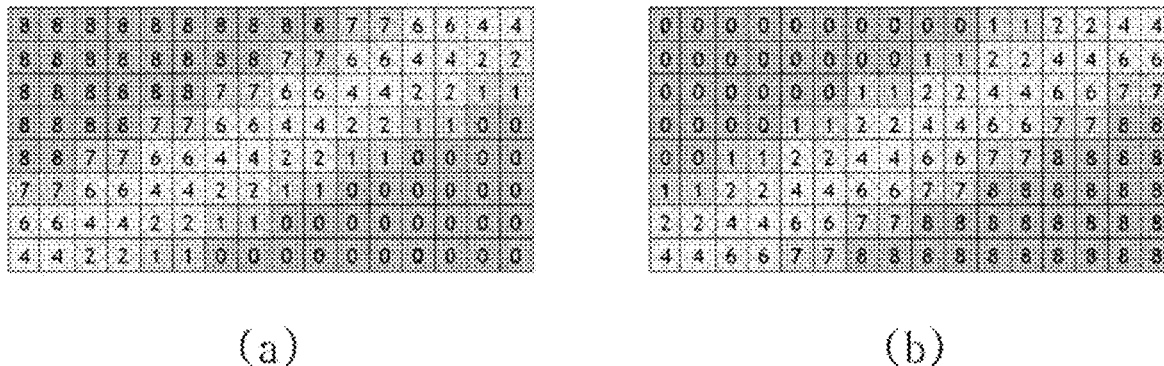 8 8 8 8 8 8 8 8 8 8 7 7 6 6 4 4
8 8 8 8 8 8 8 8 7 7 6 6 4 4 2 2
8 8 8 8 8 8 7 7 6 6 4 4 2 2 1 1
8 8 8 8 7 7 6 6 4 4 2 2 1 1 0 0
8 8 7 7 6 6 4 4 2 2 1 1 0 0 0 0
7 7 6 6 4 4 2 2 1 1 0 0 0 0 0 0
6 6 4 4 2 2 1 1 0 0 0 0 0 0 0 0
4 4 2 2 1 1 0 0 0 0 0 0 0 0 0 0
(a)
0 0 0 0 0 0 0 0 0 0 1 1 2 2 4 4
0 0 0 0 0 0 0 0 1 1 2 2 4 4 6 6
0 0 0 0 0 0 1 1 2 2 4 4 6 6 7 7
0 0 0 0 1 1 2 2 4 4 6 6 7 7 8 8
0 0 1 1 2 2 4 4 6 6 7 7 8 8 8 8
1 1 2 2 4 4 6 6 7 7 8 8 8 8 8 8
2 2 4 4 6 6 7 7 8 8 8 8 8 8 8 8
4 4 6 6 7 7 8 8 8 8 8 8 8 8 8 8
(b)